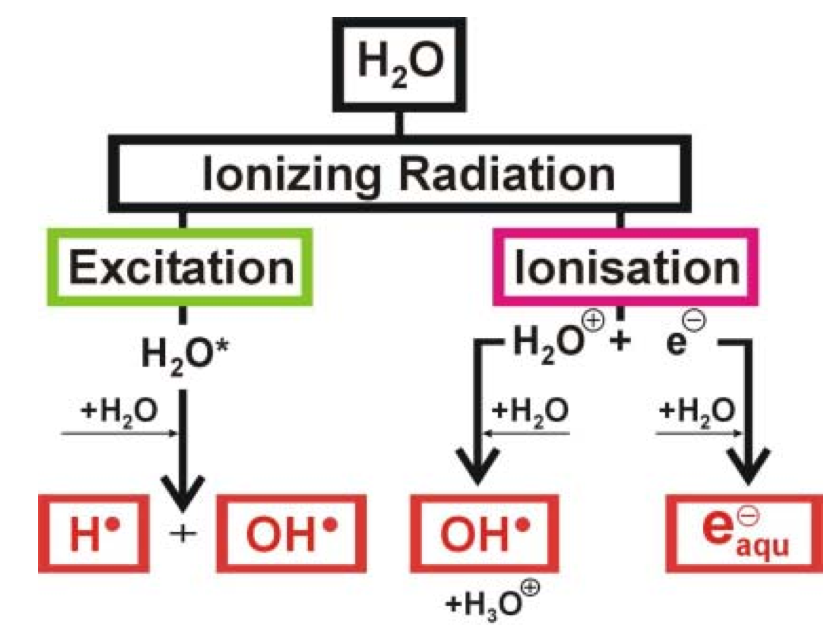 H₂O
Ionizing Radiation
Excitation
Ionisation
H₂O*
H₂O⊕ + e⊖
+H₂O
+H₂O
+H₂O
H• + OH•
OH•
e⊖aqu
+H₃O⊕